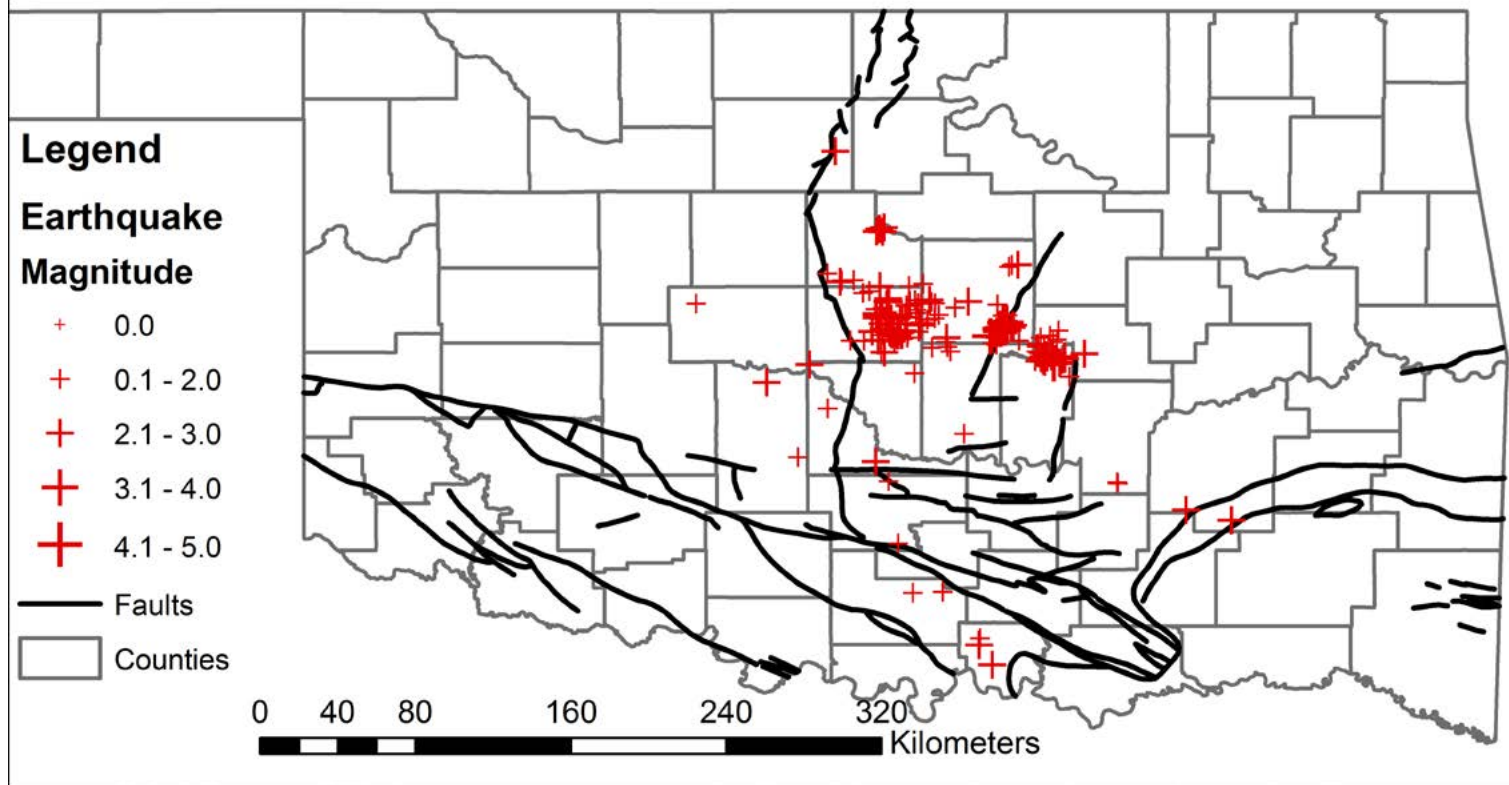 Legend
Earthquake
Magnitude
0.0
0.1 - 2.0
2.1 - 3.0
3.1 - 4.0
4.1 - 5.0
Faults
Counties
0 40 80 160 240 320
Kilometers